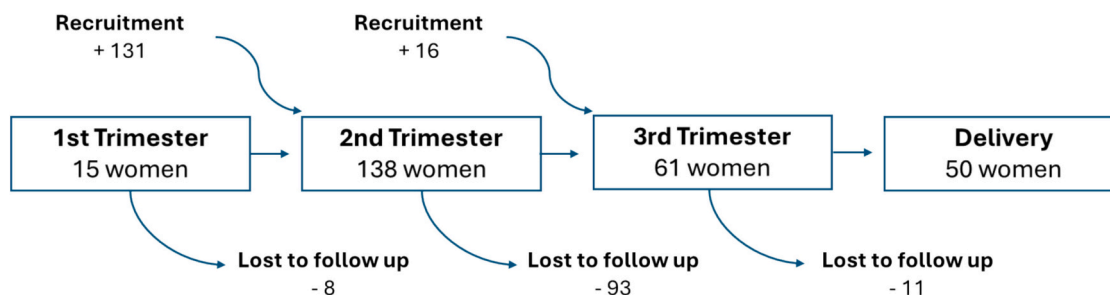 Recruitment
+ 131
Recruitment
+ 16
1st Trimester
15 women
2nd Trimester
138 women
3rd Trimester
61 women
Delivery
50 women
Lost to follow up
- 8
Lost to follow up
- 93
Lost to follow up
- 11